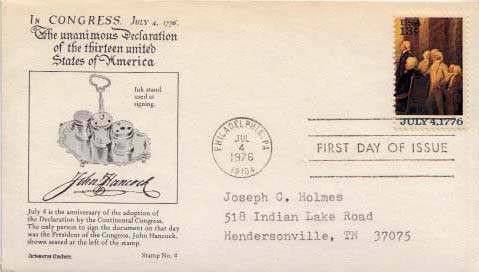 IN CONGRESS, JULY 4, 1776.
The unanimous Declaration
of the thirteen united
States of America
Ink stand
used at
signing.
John Hancock
July 4 is the anniversary of the adoption of
the Declaration by the Continental Congress.
The only person to sign the document on that day
was the President of the Congress, John Hancock,
shown seated at the left of the stamp.
Stamp No. 4
USA
13c
JULY 4,1776
PHILADELPHIA, PA
JUL
4
1976
19104
FIRST DAY OF ISSUE
Joseph C. Holmes
518 Indian Lake Road
Hendersonville, TN 37075